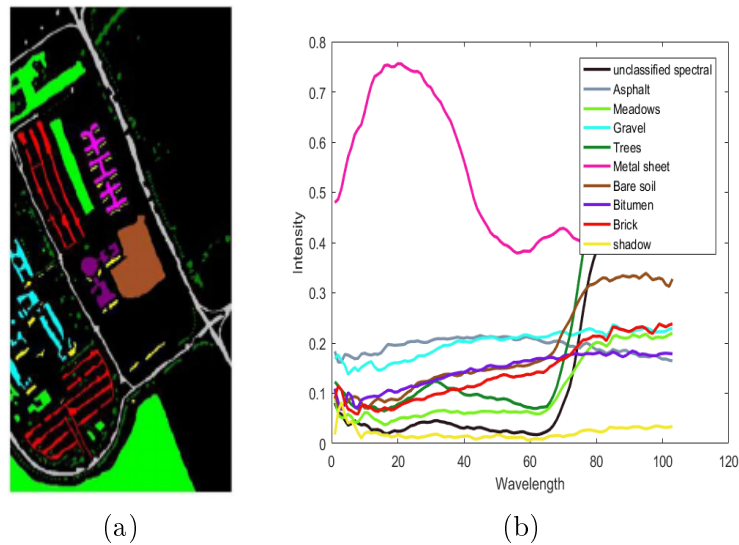 0.8
0.7
0.6
0.5
0.4
0.3
0.2
0.1
0
Intensity
unclassified spectral
Asphalt
Meadows
Gravel
Trees
Metal sheet
Bare soil
Bitumen
Brick
shadow
0 20 40 60 80 100 120
Wavelength
(a) (b)